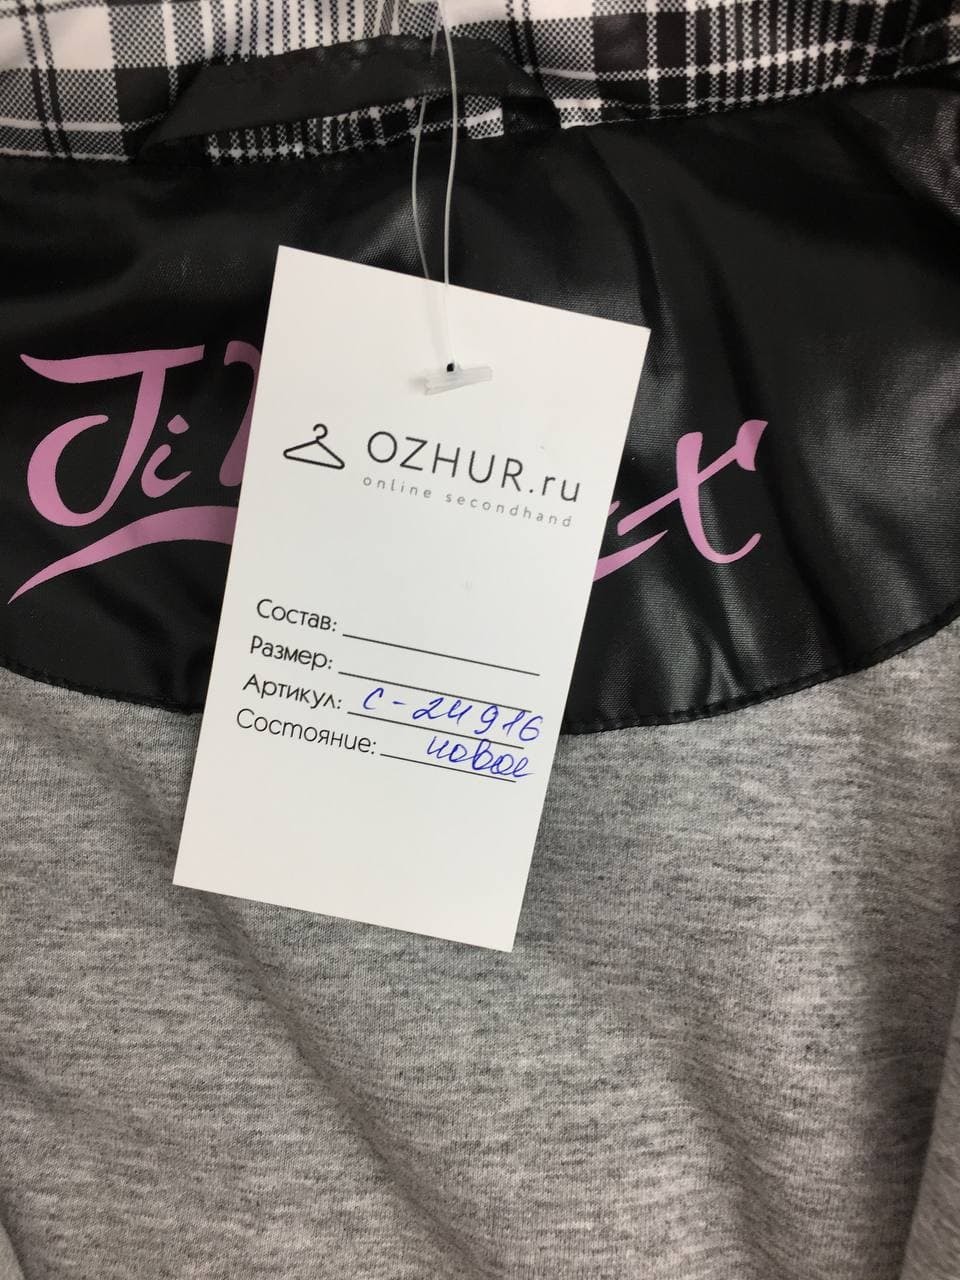 OZHUR.ru
online secondhand
Состав:
Размер:
Артикул: С-24916
Состояние: новое